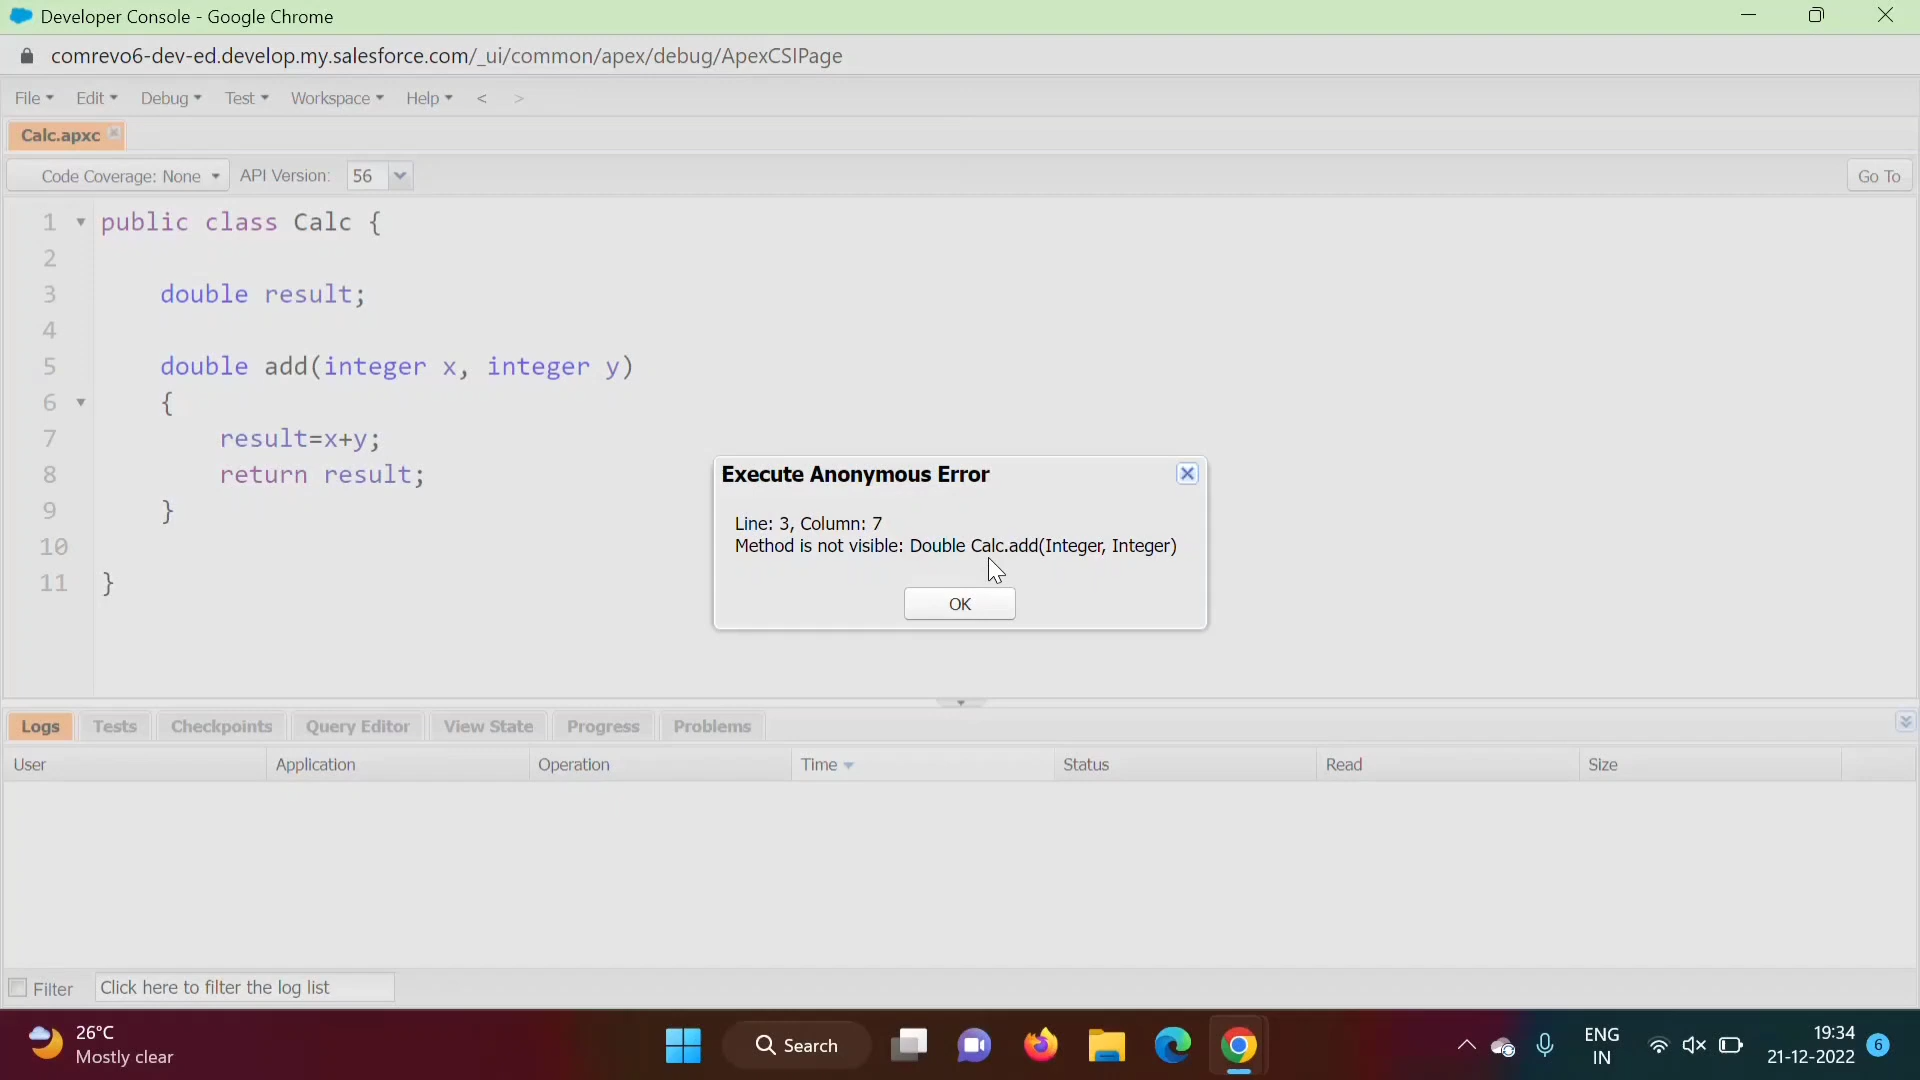 Developer Console - Google Chrome
comrevo6-dev-ed.develop.my.salesforce.com/_ui/common/apex/debug/ApexCSIPage
File Edit Debug Test Workspace Help < >
Calc.apxc
Code Coverage: None API Version: 56 Go To
1 public class Calc {
2
3 double result;
4
5 double add(integer x, integer y)
6 {
7 result=x+y;
8 return result;
9 }
10
11 }
Execute Anonymous Error
Line: 3, Column: 7
Method is not visible: Double Calc.add(Integer, Integer)
OK
Logs Tests Checkpoints Query Editor View State Progress Problems
User Application Operation Time Status Read Size
Filter Click here to filter the log list
26°C
Mostly clear
Search
ENG
IN
19:34
21-12-2022
6